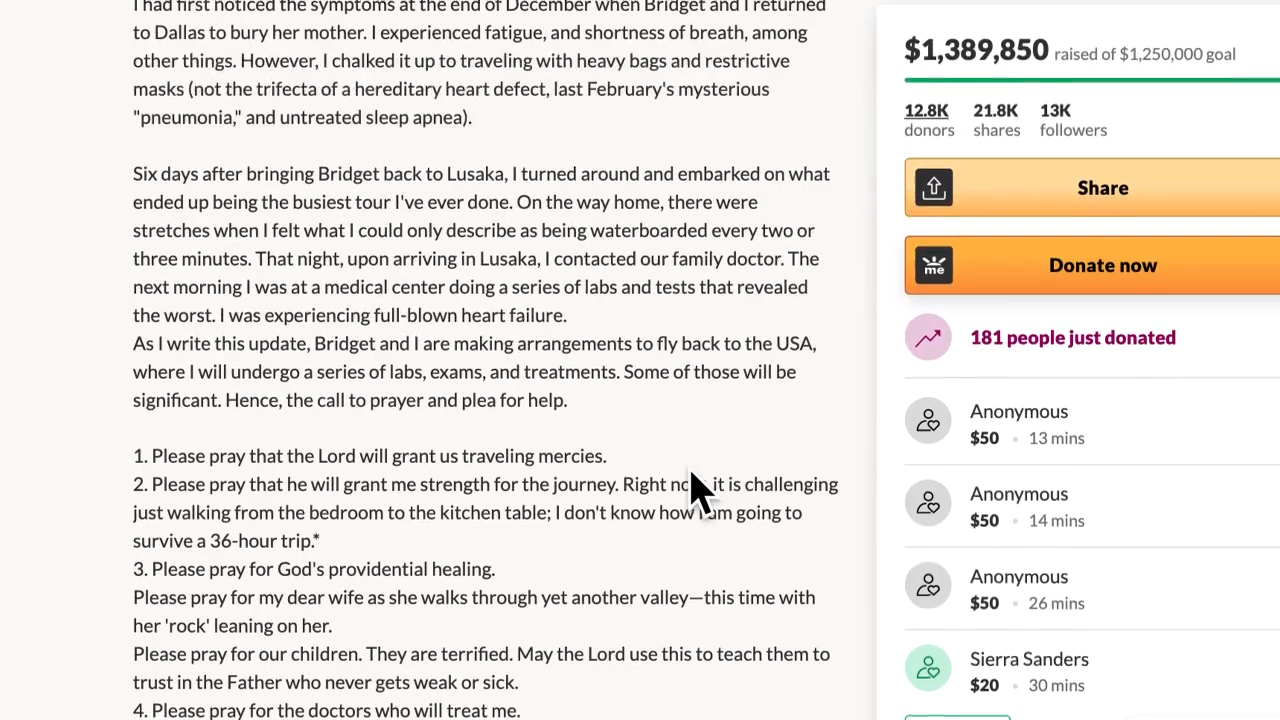 I had first noticed the symptoms at the end of December when Bridget and I returned
to Dallas to bury her mother. I experienced fatigue, and shortness of breath, among
other things. However, I chalked it up to traveling with heavy bags and restrictive
masks (not the trifecta of a hereditary heart defect, last February's mysterious
"pneumonia," and untreated sleep apnea).
Six days after bringing Bridget back to Lusaka, I turned around and embarked on what
ended up being the busiest tour I've ever done. On the way home, there were
stretches when I felt what I could only describe as being waterboarded every two or
three minutes. That night, upon arriving in Lusaka, I contacted our family doctor. The
next morning I was at a medical center doing a series of labs and tests that revealed
the worst. I was experiencing full-blown heart failure.
As I write this update, Bridget and I are making arrangements to fly back to the USA,
where I will undergo a series of labs, exams, and treatments. Some of those will be
significant. Hence, the call to prayer and plea for help.
1. Please pray that the Lord will grant us traveling mercies.
2. Please pray that he will grant me strength for the journey. Right it is challenging
just walking from the bedroom to the kitchen table; I don't know how going to
survive a 36-hour trip.*
3. Please pray for God's providential healing.
Please pray for my dear wife as she walks through yet another valley—this time with
her 'rock' leaning on her.
Please pray for our children. They are terrified. May the Lord use this to teach them to
trust in the Father who never gets weak or sick.
4. Please pray for the doctors who will treat me.
$1,389,850 raised of $1,250,000 goal
12.8K 21.8K 13K
donors shares followers
Share
me Donate now
181 people just donated
Anonymous
$50 • 13 mins
Anonymous
$50 • 14 mins
Anonymous
$50 • 26 mins
Sierra Sanders
$20 • 30 mins